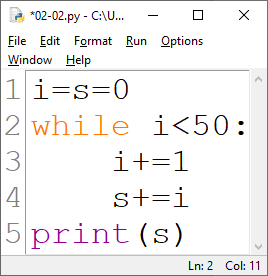 *02-02.py - C:\U...
File Edit Format Run Options
Window Help
1 i=s=0
2 while i<50:
3     i+=1
4     s+=i
5 print(s)
Ln: 2 Col: 11